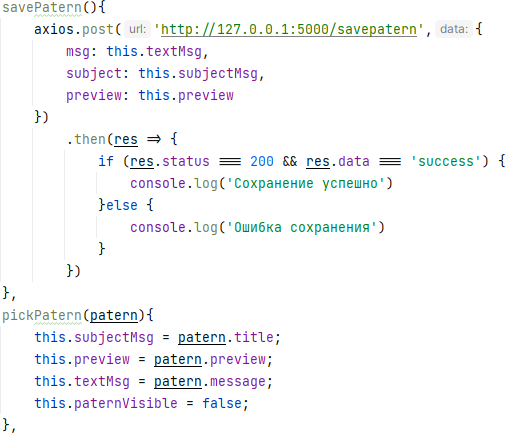 savePatern(){
    axios.post( url: 'http://127.0.0.1:5000/savepatern', data: {
        msg: this.textMsg,
        subject: this.subjectMsg,
        preview: this.preview
    })
        .then(res => {
            if (res.status === 200 && res.data === 'success') {
                console.log('Сохранение успешно')
            }else {
                console.log('Ошибка сохранения')
            }
        })
},
pickPatern(patern){
    this.subjectMsg = patern.title;
    this.preview = patern.preview;
    this.textMsg = patern.message;
    this.paternVisible = false;
},